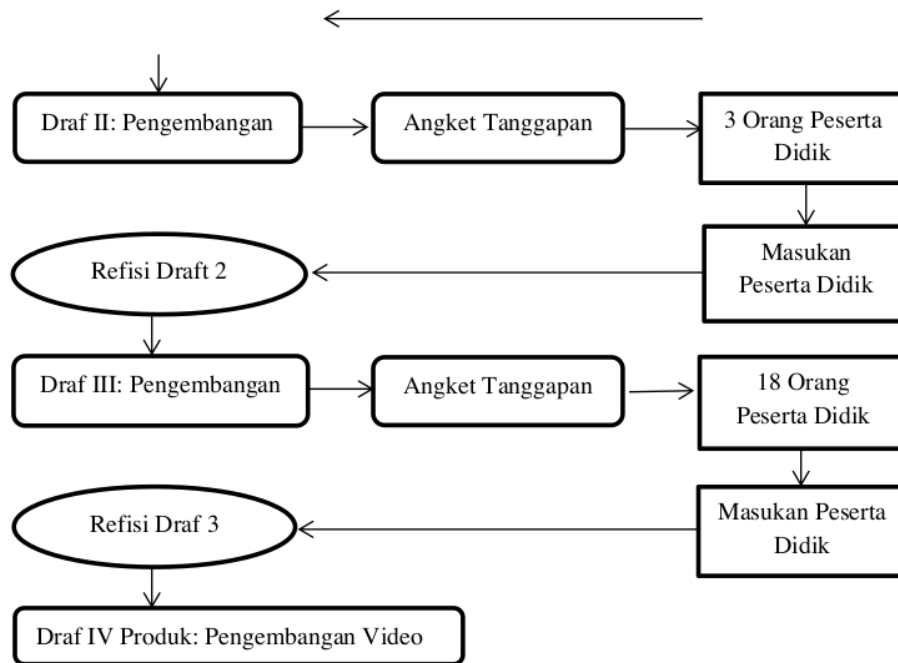 Draf II: Pengembangan
Angket Tanggapan
3 Orang Peserta
Didik
Refisi Draft 2
Masukan
Peserta Didik
Draf III: Pengembangan
Angket Tanggapan
18 Orang
Peserta Didik
Refisi Draf 3
Masukan Peserta
Didik
Draf IV Produk: Pengembangan Video